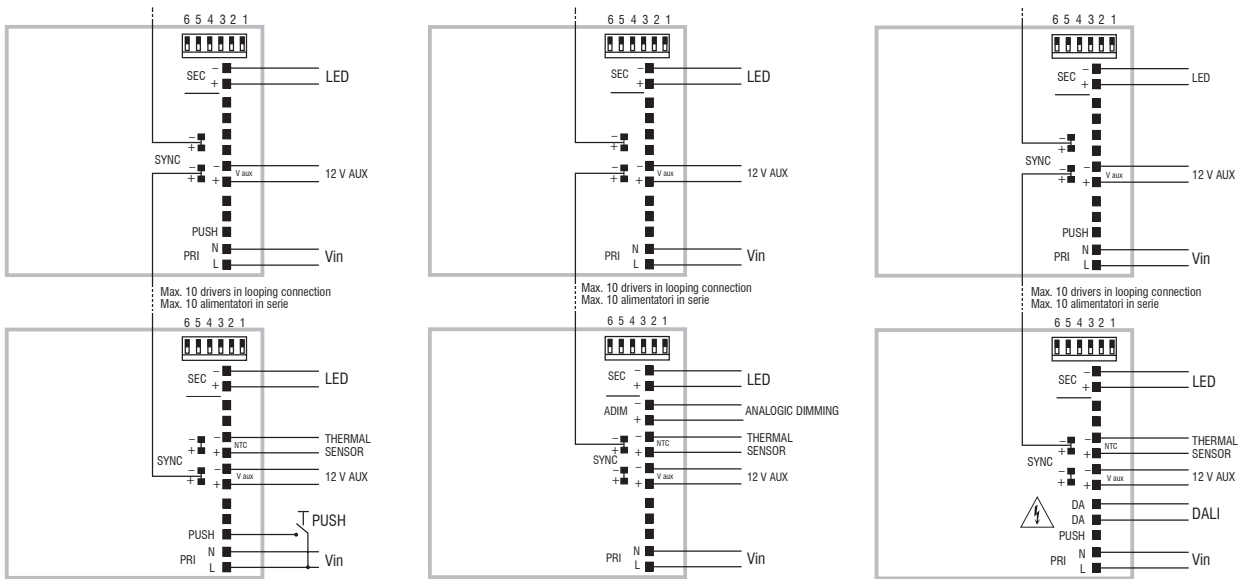 6 5 4 3 2 1
−
SEC
+
LED
−
+
SYNC
−
+
−
V aux
+
12 V AUX
PUSH
N
PRI
L
Vin
Max. 10 drivers in looping connection
Max. 10 alimentatori in serie
6 5 4 3 2 1
−
SEC
+
LED
−
+
−
NTC
+
THERMAL
SENSOR
SYNC
−
+
−
V aux
+
12 V AUX
PUSH
PUSH
N
PRI
L
Vin
6 5 4 3 2 1
−
SEC
+
LED
−
+
−
+
−
V aux
+
12 V AUX
N
PRI
L
Vin
Max. 10 drivers in looping connection
Max. 10 alimentatori in serie
6 5 4 3 2 1
−
SEC
+
LED
ADIM
−
+
ANALOGIC DIMMING
−
+
−
NTC
+
THERMAL
SENSOR
SYNC
−
+
−
V aux
+
12 V AUX
N
PRI
L
Vin
6 5 4 3 2 1
−
SEC
+
LED
−
+
SYNC
−
+
−
V aux
+
12 V AUX
PUSH
N
PRI
L
Vin
Max. 10 drivers in looping connection
Max. 10 alimentatori in serie
6 5 4 3 2 1
−
SEC
+
LED
−
+
−
NTC
+
THERMAL
SENSOR
SYNC
−
+
−
V aux
+
12 V AUX
DA
DA
DALI
PUSH
N
PRI
L
Vin